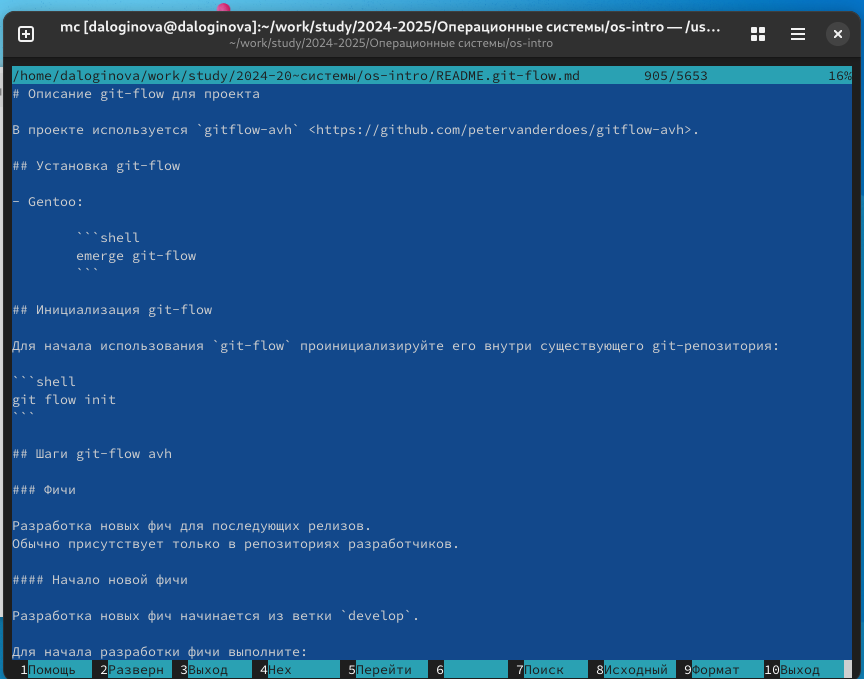 mc [daloginova@daloginova]:~/work/study/2024-2025/Операционные системы/os-intro — /us...
~/work/study/2024-2025/Операционные системы/os-intro
/home/daloginova/work/study/2024-20~системы/os-intro/README.git-flow.md 905/5653 16%
# Описание git-flow для проекта
В проекте используется `gitflow-avh` <https://github.com/petervanderdoes/gitflow-avh>.
## Установка git-flow
- Gentoo:
```shell
emerge git-flow
```
## Инициализация git-flow
Для начала использования `git-flow` проинициализируйте его внутри существующего git-репозитория:
```shell
git flow init
```
## Шаги git-flow avh
### Фичи
Разработка новых фич для последующих релизов.
Обычно присутствует только в репозиториях разработчиков.
#### Начало новой фичи
Разработка новых фич начинается из ветки `develop`.
Для начала разработки фичи выполните:
1Помощь 2Разверн 3Выход 4Hex 5Перейти 6 7Поиск 8Исходный 9Формат 10Выход